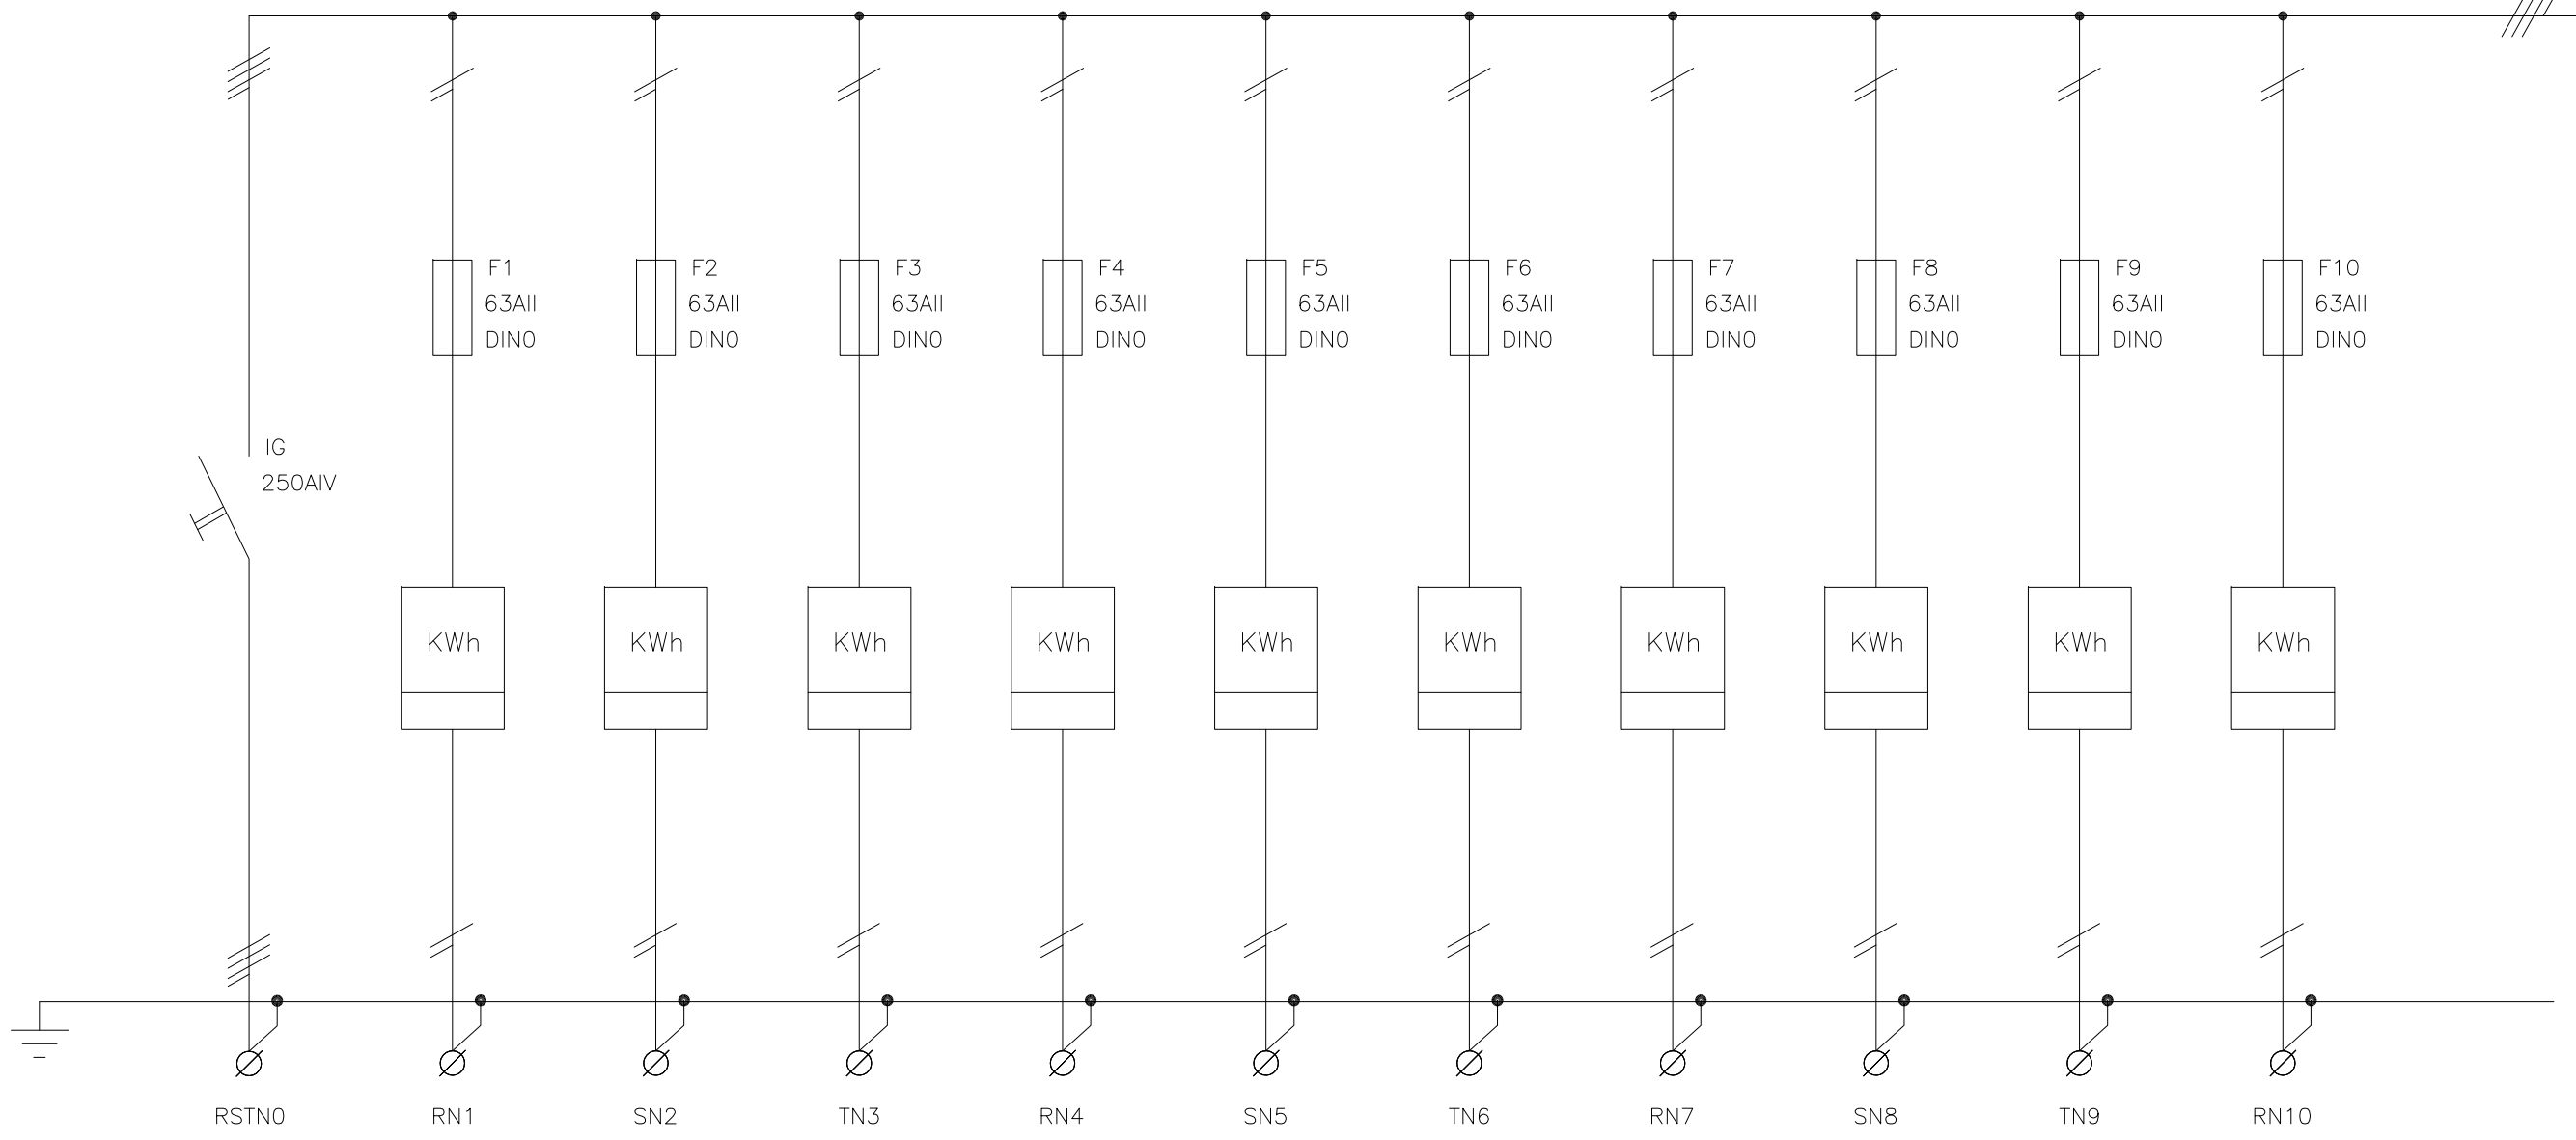 F1
63AII
DIN0
F2
63AII
DIN0
F3
63AII
DIN0
F4
63AII
DIN0
F5
63AII
DIN0
F6
63AII
DIN0
F7
63AII
DIN0
F8
63AII
DIN0
F9
63AII
DIN0
F10
63AII
DIN0
IG
250AIV
KWh
KWh
KWh
KWh
KWh
KWh
KWh
KWh
KWh
KWh
RSTN0
RN1
SN2
TN3
RN4
SN5
TN6
RN7
SN8
TN9
RN10